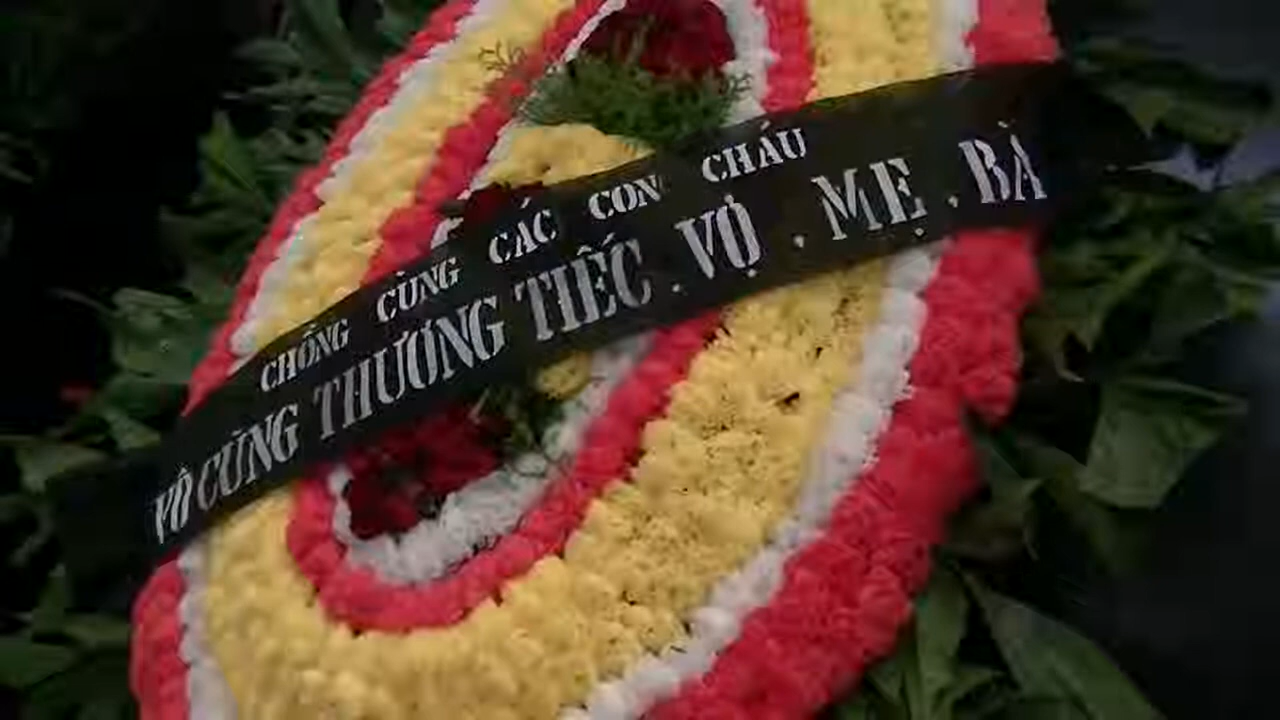 CHỒNG CÙNG CÁC CON CHÁU
VÔ CÙNG THƯƠNG TIẾC . VỢ . MẸ . BÀ